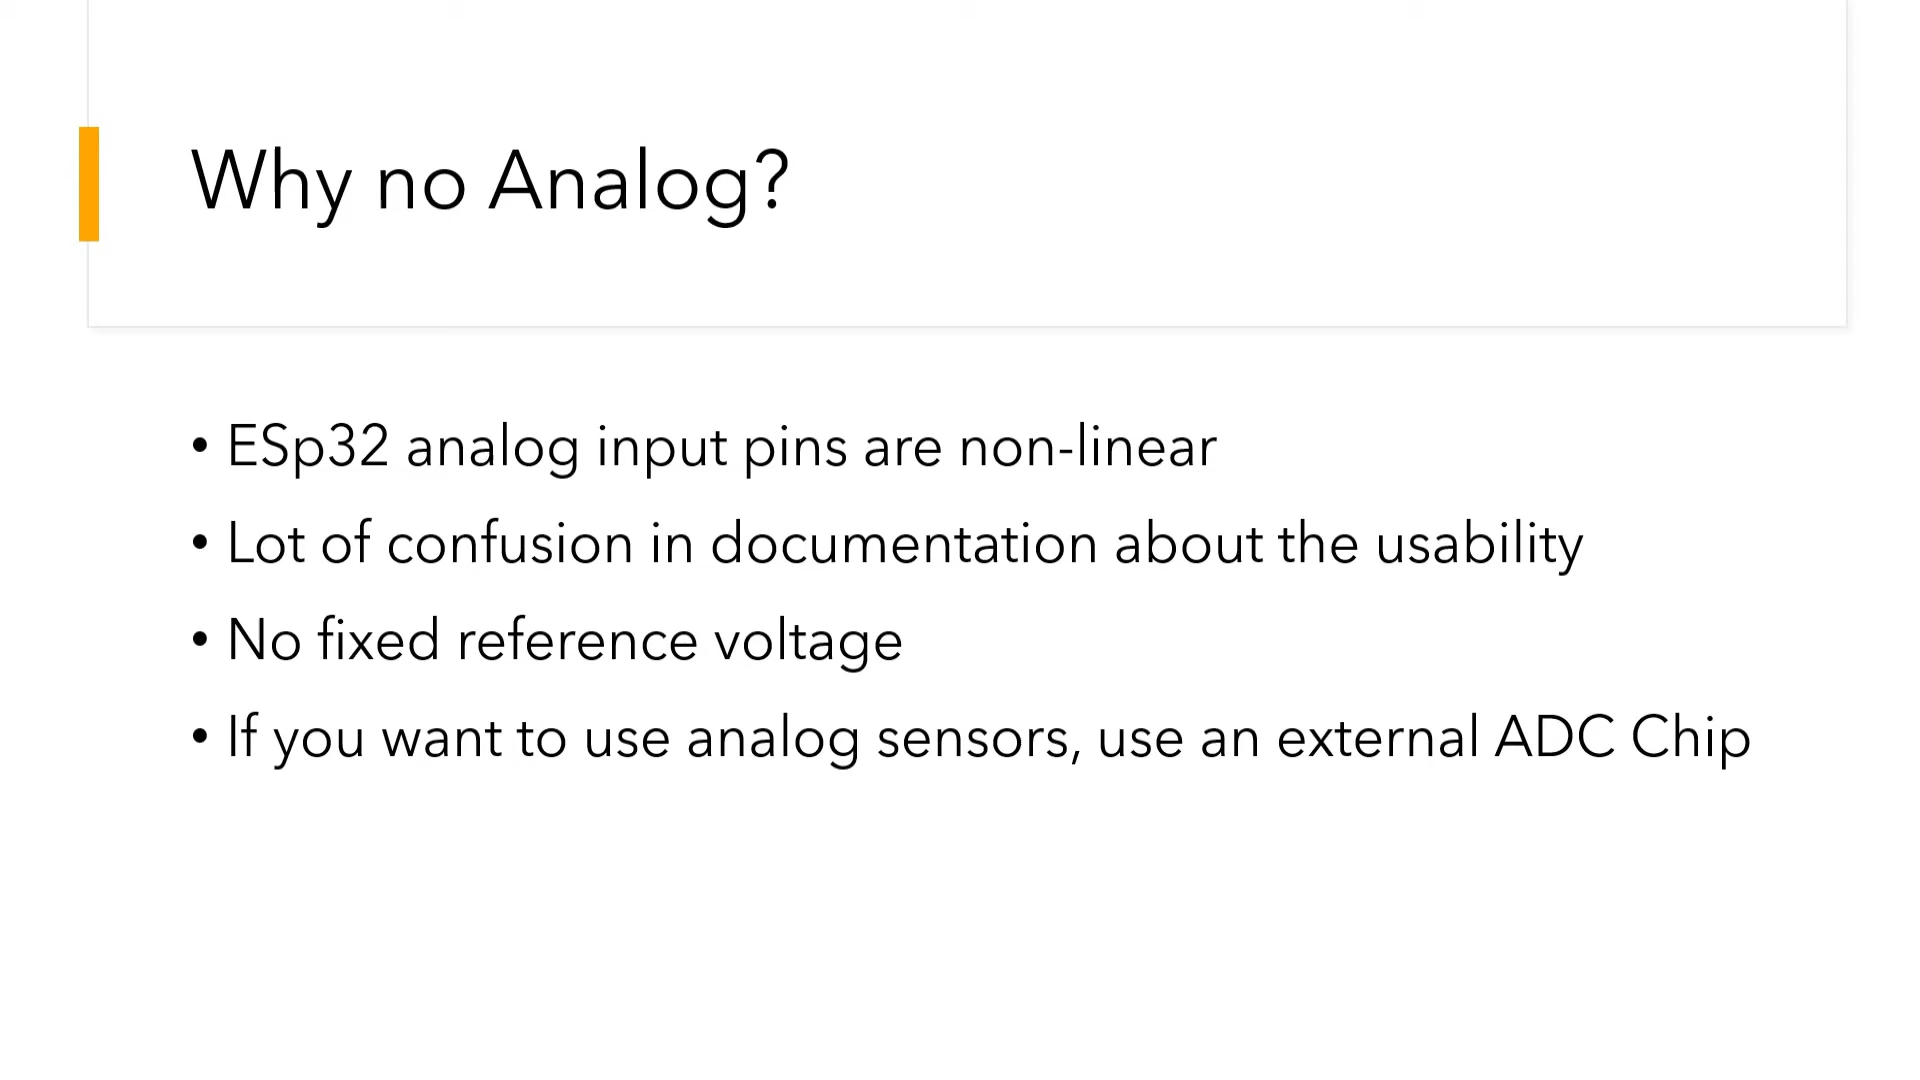 Why no Analog?
• ESp32 analog input pins are non-linear
• Lot of confusion in documentation about the usability
• No fixed reference voltage
• If you want to use analog sensors, use an external ADC Chip